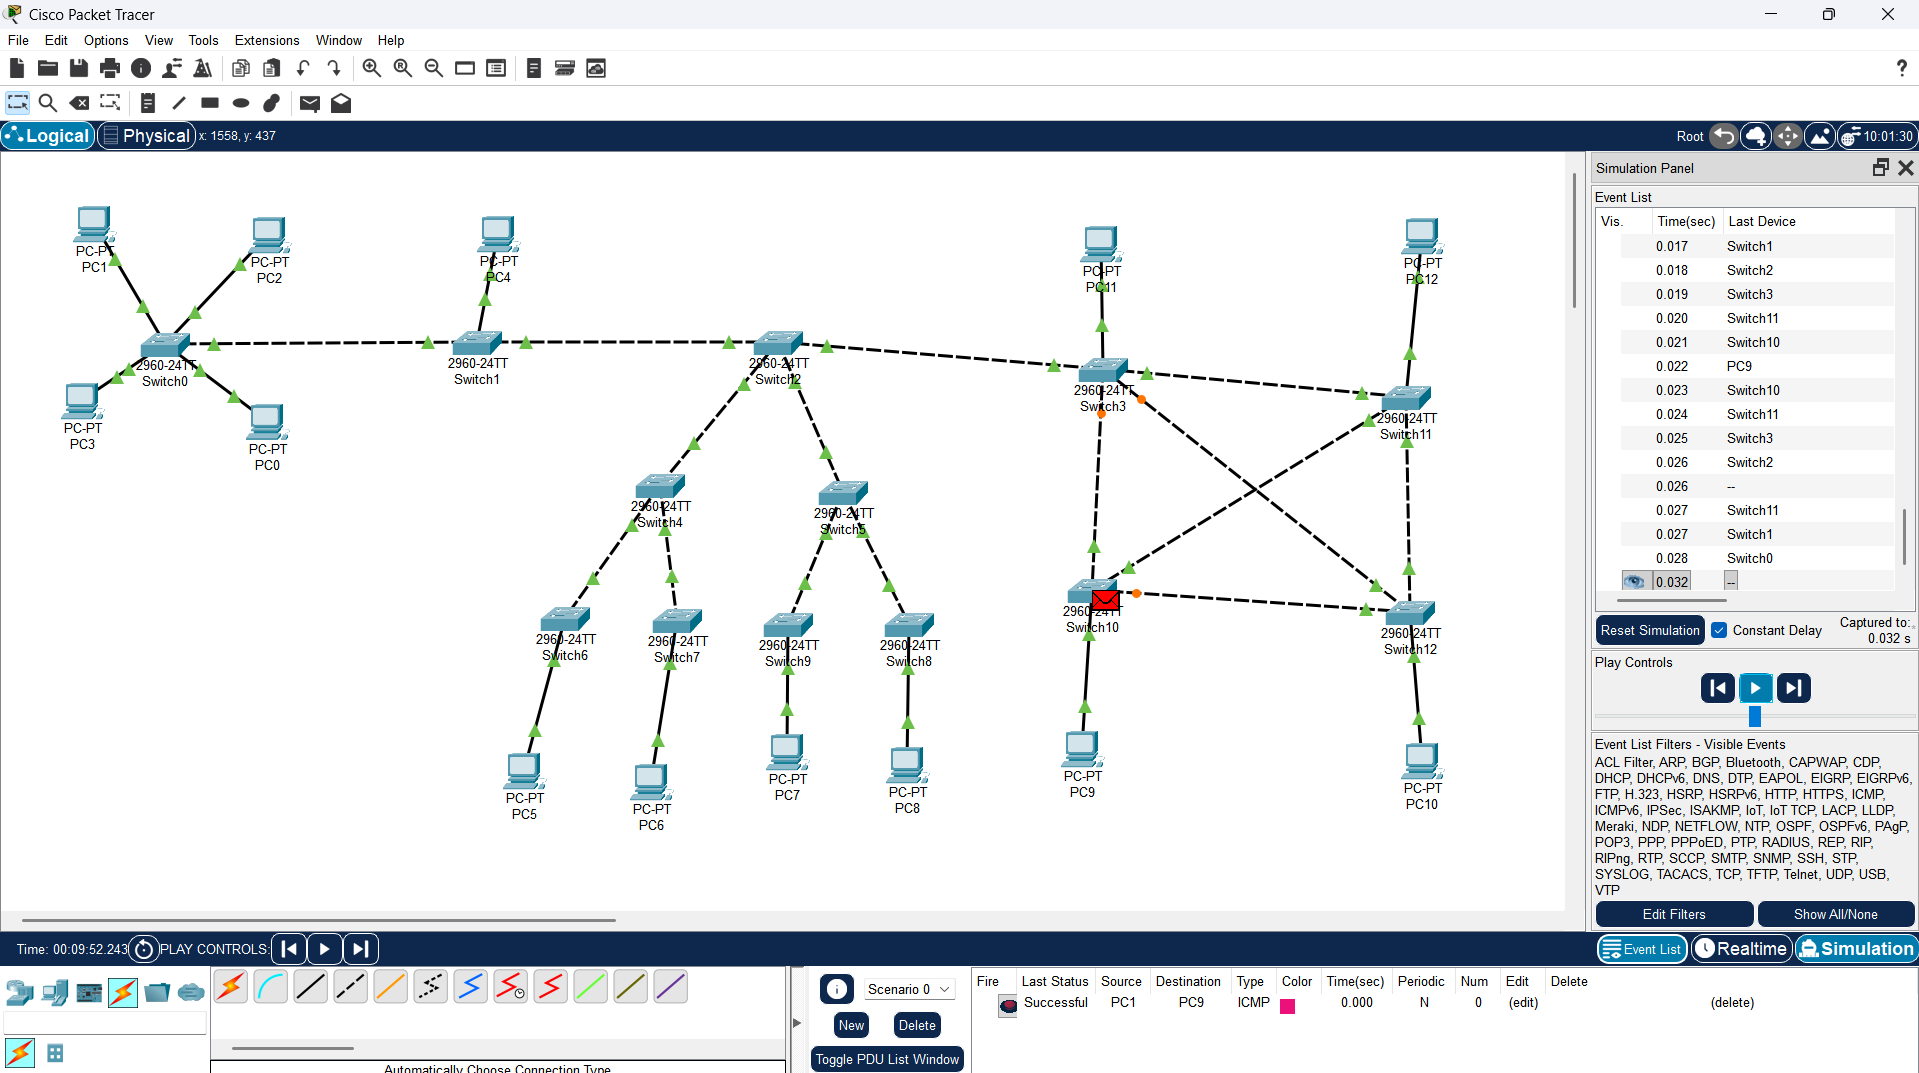 Cisco Packet Tracer
File Edit Options View Tools Extensions Window Help
Logical Physical x: 1558, y: 437
Root 10:01:30
PC-PT
PC1
PC-PT
PC2
PC-PT
PC4
PC-PT
PC11
PC-PT
PC12
2960-24TT
Switch0
2960-24TT
Switch1
2960-24TT
Switch2
2960-24TT
Switch3
2960-24TT
Switch11
PC-PT
PC3
PC-PT
PC0
2960-24TT
Switch4
2960-24TT
Switch5
2960-24TT
Switch6
2960-24TT
Switch7
2960-24TT
Switch9
2960-24TT
Switch8
2960-24TT
Switch10
2960-24TT
Switch12
PC-PT
PC5
PC-PT
PC6
PC-PT
PC7
PC-PT
PC8
PC-PT
PC9
PC-PT
PC10
Simulation Panel
Event List
Vis. Time(sec) Last Device
0.017 Switch1
0.018 Switch2
0.019 Switch3
0.020 Switch11
0.021 Switch10
0.022 PC9
0.023 Switch10
0.024 Switch11
0.025 Switch3
0.026 Switch2
0.026 --
0.027 Switch11
0.027 Switch1
0.028 Switch0
0.032 --
Reset Simulation Constant Delay Captured to:
0.032 s
Play Controls
Event List Filters - Visible Events
ACL Filter, ARP, BGP, Bluetooth, CAPWAP, CDP,
DHCP, DHCPv6, DNS, DTP, EAPOL, EIGRP, EIGRPv6,
FTP, H.323, HSRP, HSRPv6, HTTP, HTTPS, ICMP,
ICMPv6, IPSec, ISAKMP, IoT, IoT TCP, LACP, LLDP,
Meraki, NDP, NETFLOW, NTP, OSPF, OSPFv6, PAgP,
POP3, PPP, PPPoED, PTP, RADIUS, REP, RIP,
RIPng, RTP, SCCP, SMTP, SNMP, SSH, STP,
SYSLOG, TACACS, TCP, TFTP, Telnet, UDP, USB,
VTP
Edit Filters Show All/None
Time: 00:09:52.243 PLAY CONTROLS:
Event List Realtime Simulation
Automatically Choose Connection Type
Scenario 0
New Delete
Toggle PDU List Window
Fire Last Status Source Destination Type Color Time(sec) Periodic Num Edit Delete
Successful PC1 PC9 ICMP 0.000 N 0 (edit) (delete)